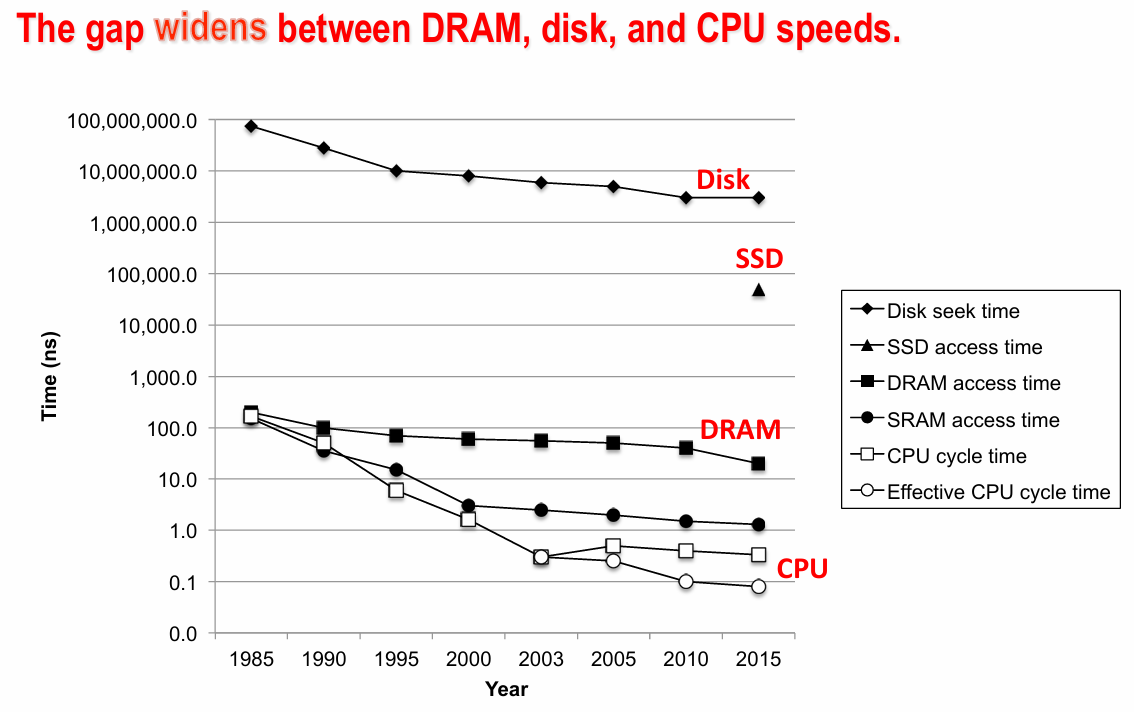 The gap widens between DRAM, disk, and CPU speeds.
100,000,000.0
10,000,000.0
1,000,000.0
100,000.0
10,000.0
1,000.0
100.0
10.0
1.0
0.1
0.0
Time (ns)
Disk
SSD
DRAM
CPU
Disk seek time
SSD access time
DRAM access time
SRAM access time
CPU cycle time
Effective CPU cycle time
1985 1990 1995 2000 2003 2005 2010 2015
Year